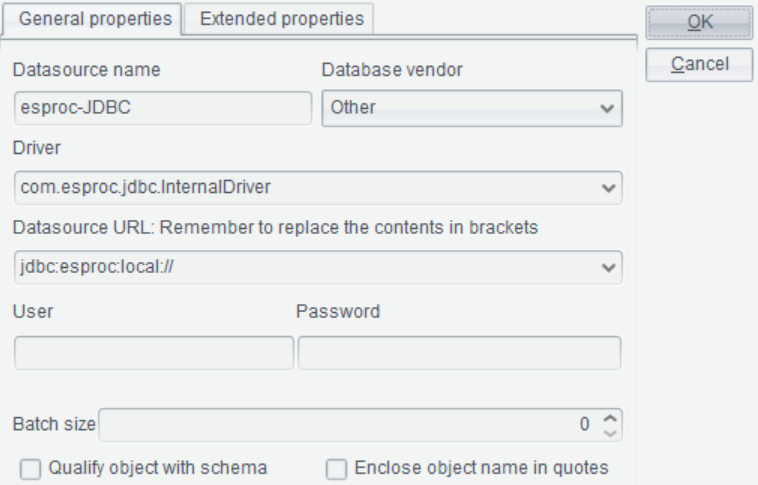 General properties Extended properties OK
Cancel
Datasource name Database vendor
esproc-JDBC Other
Driver
com.esproc.jdbc.InternalDriver
Datasource URL: Remember to replace the contents in brackets
jdbc:esproc:local://
User Password
Batch size 0
Qualify object with schema Enclose object name in quotes